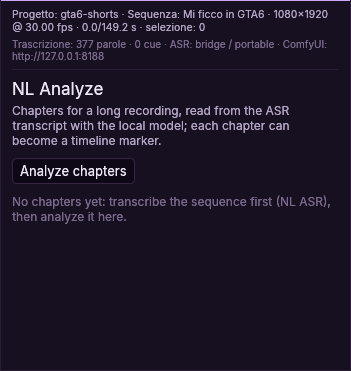 Progetto: gta6-shorts · Sequenza: Mi ficco in GTA6 · 1080×1920
@ 30.00 fps · 0.0/149.2 s · selezione: 0
Trascrizione: 377 parole · 0 cue · ASR: bridge / portable · ComfyUI:
http://127.0.0.1:8188
NL Analyze
Chapters for a long recording, read from the ASR
transcript with the local model; each chapter can
become a timeline marker.
Analyze chapters
No chapters yet: transcribe the sequence first (NL ASR),
then analyze it here.